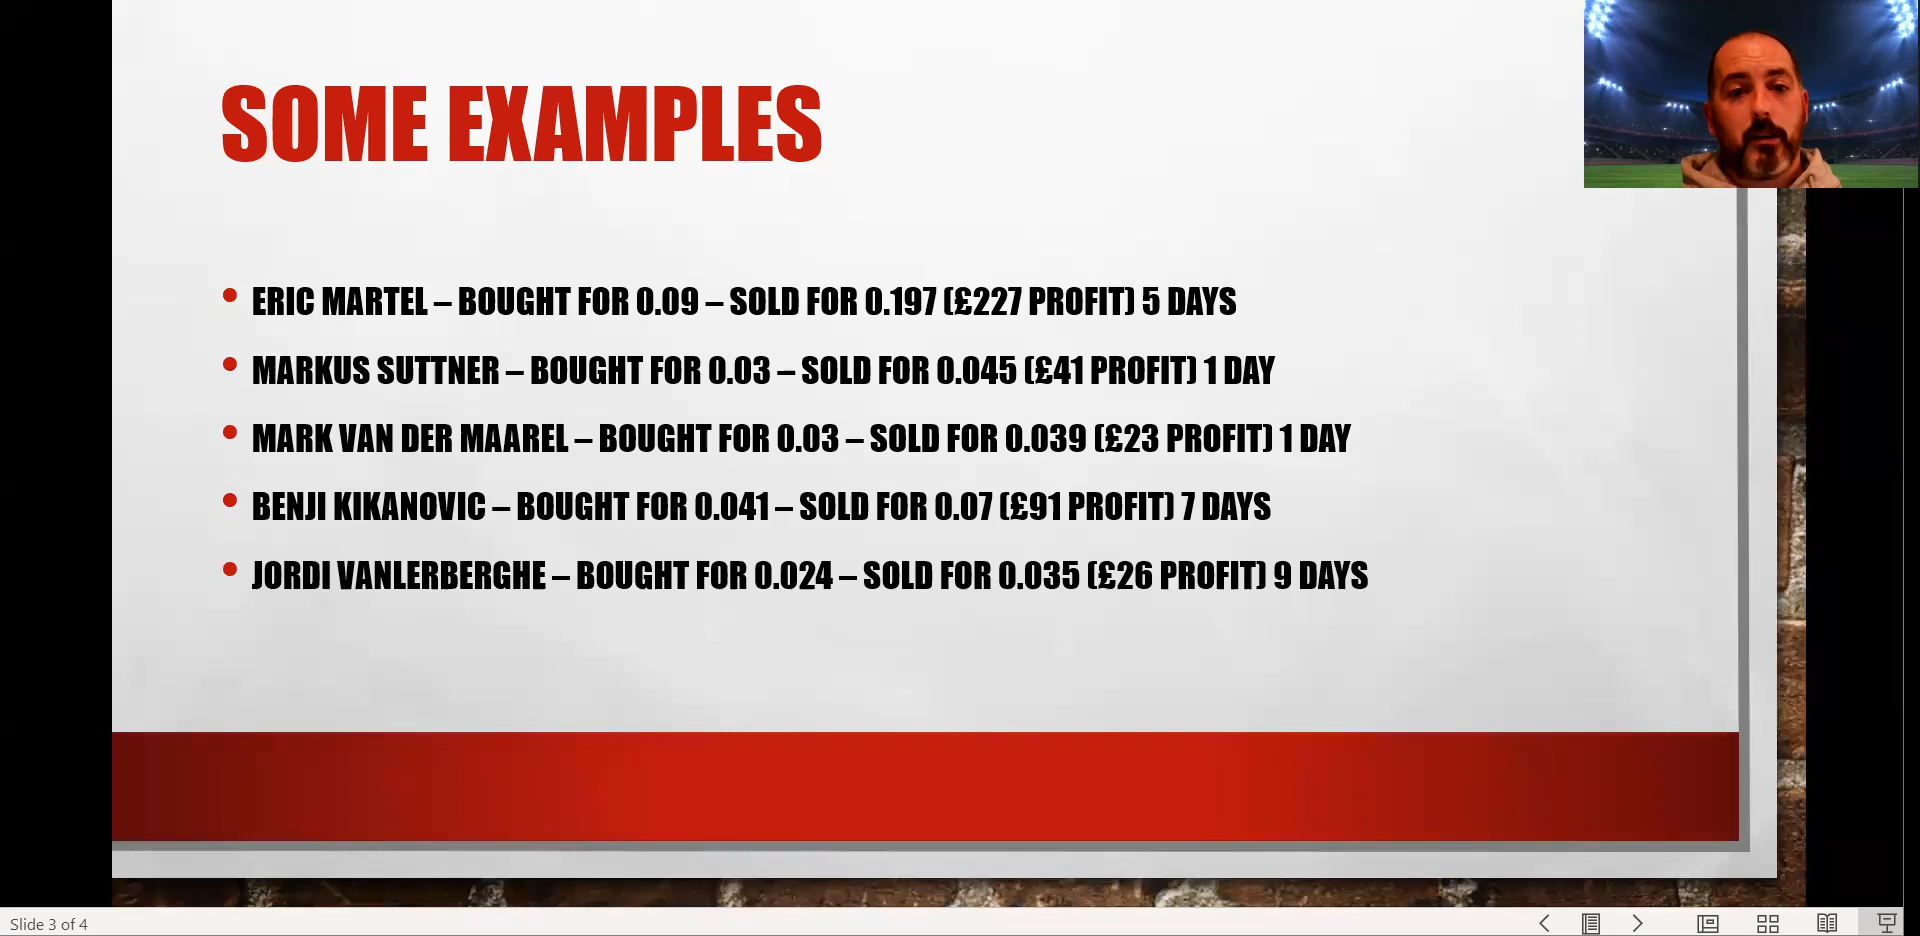 SOME EXAMPLES
ERIC MARTEL – BOUGHT FOR 0.09 – SOLD FOR 0.197 (£227 PROFIT) 5 DAYS
MARKUS SUTTNER – BOUGHT FOR 0.03 – SOLD FOR 0.045 (£41 PROFIT) 1 DAY
MARK VAN DER MAAREL – BOUGHT FOR 0.03 – SOLD FOR 0.039 (£23 PROFIT) 1 DAY
BENJI KIKANOVIC – BOUGHT FOR 0.041 – SOLD FOR 0.07 (£91 PROFIT) 7 DAYS
JORDI VANLERBERGHE – BOUGHT FOR 0.024 – SOLD FOR 0.035 (£26 PROFIT) 9 DAYS
Slide 3 of 4